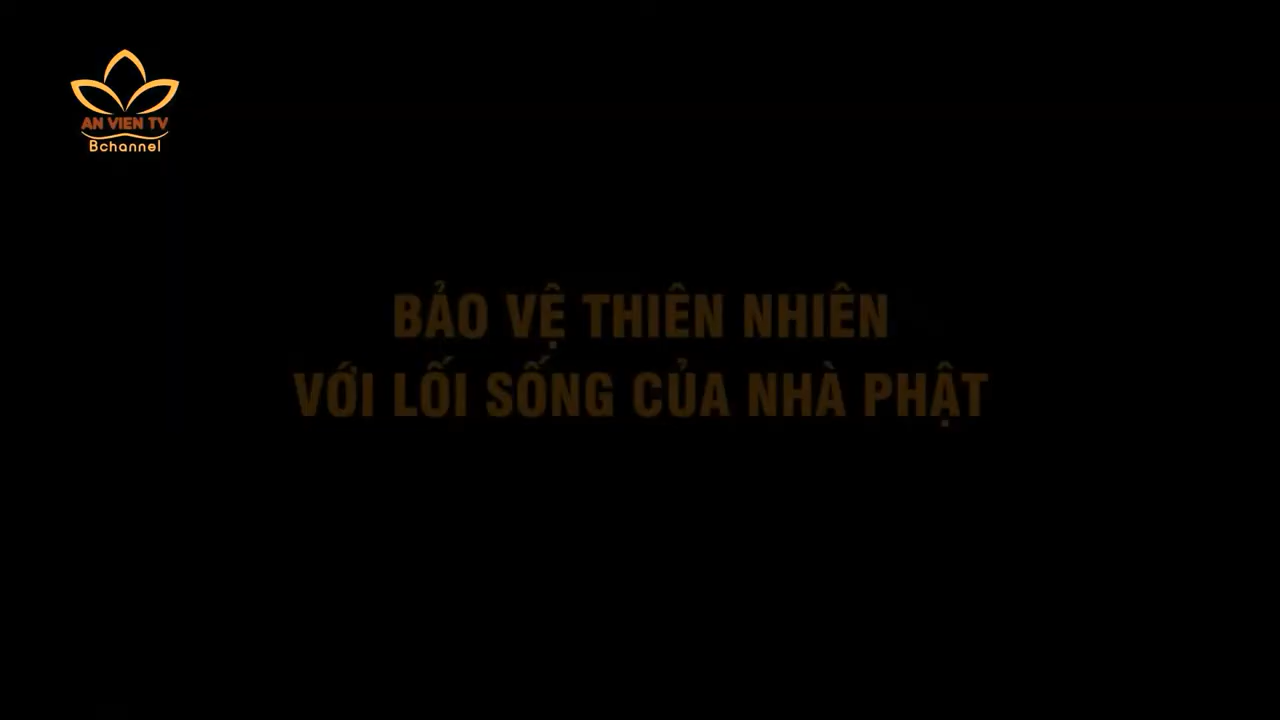 AN VIEN TV
Bchannel
BẢO VỆ THIÊN NHIÊN
VỚI LỐI SỐNG CỦA NHÀ PHẬT